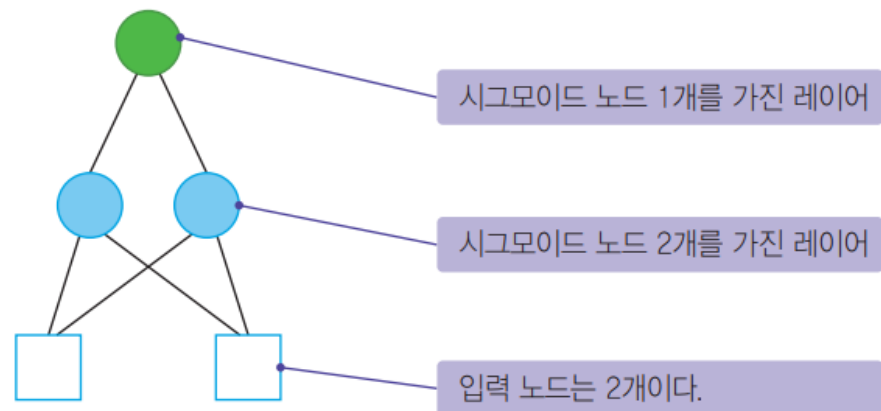 시그모이드 노드 1개를 가진 레이어
시그모이드 노드 2개를 가진 레이어
입력 노드는 2개이다.